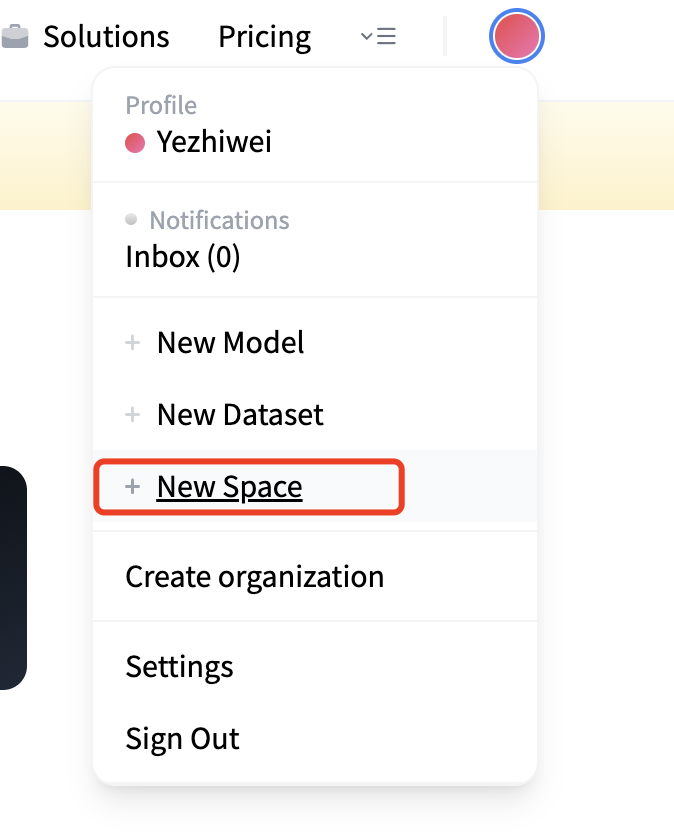 Solutions Pricing
Profile
Yezhiwei
Notifications
Inbox (0)
+ New Model
+ New Dataset
+ New Space
Create organization
Settings
Sign Out